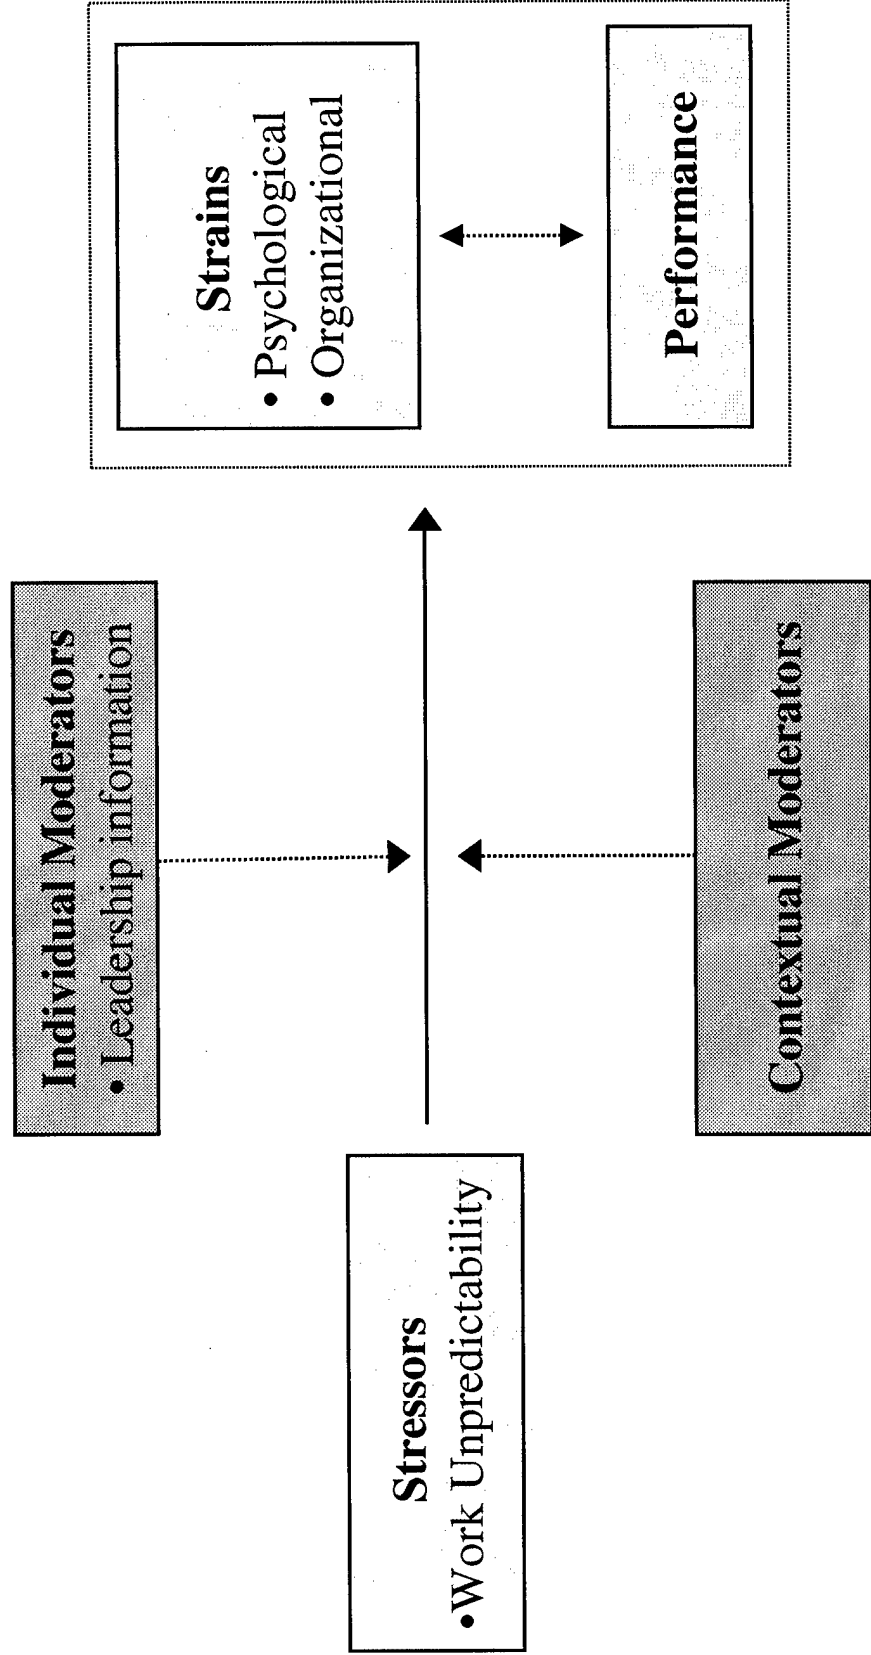 Individual Moderators
• Leadership information
Stressors
•Work Unpredictability
Strains
• Psychological
• Organizational
Performance
Contextual Moderators